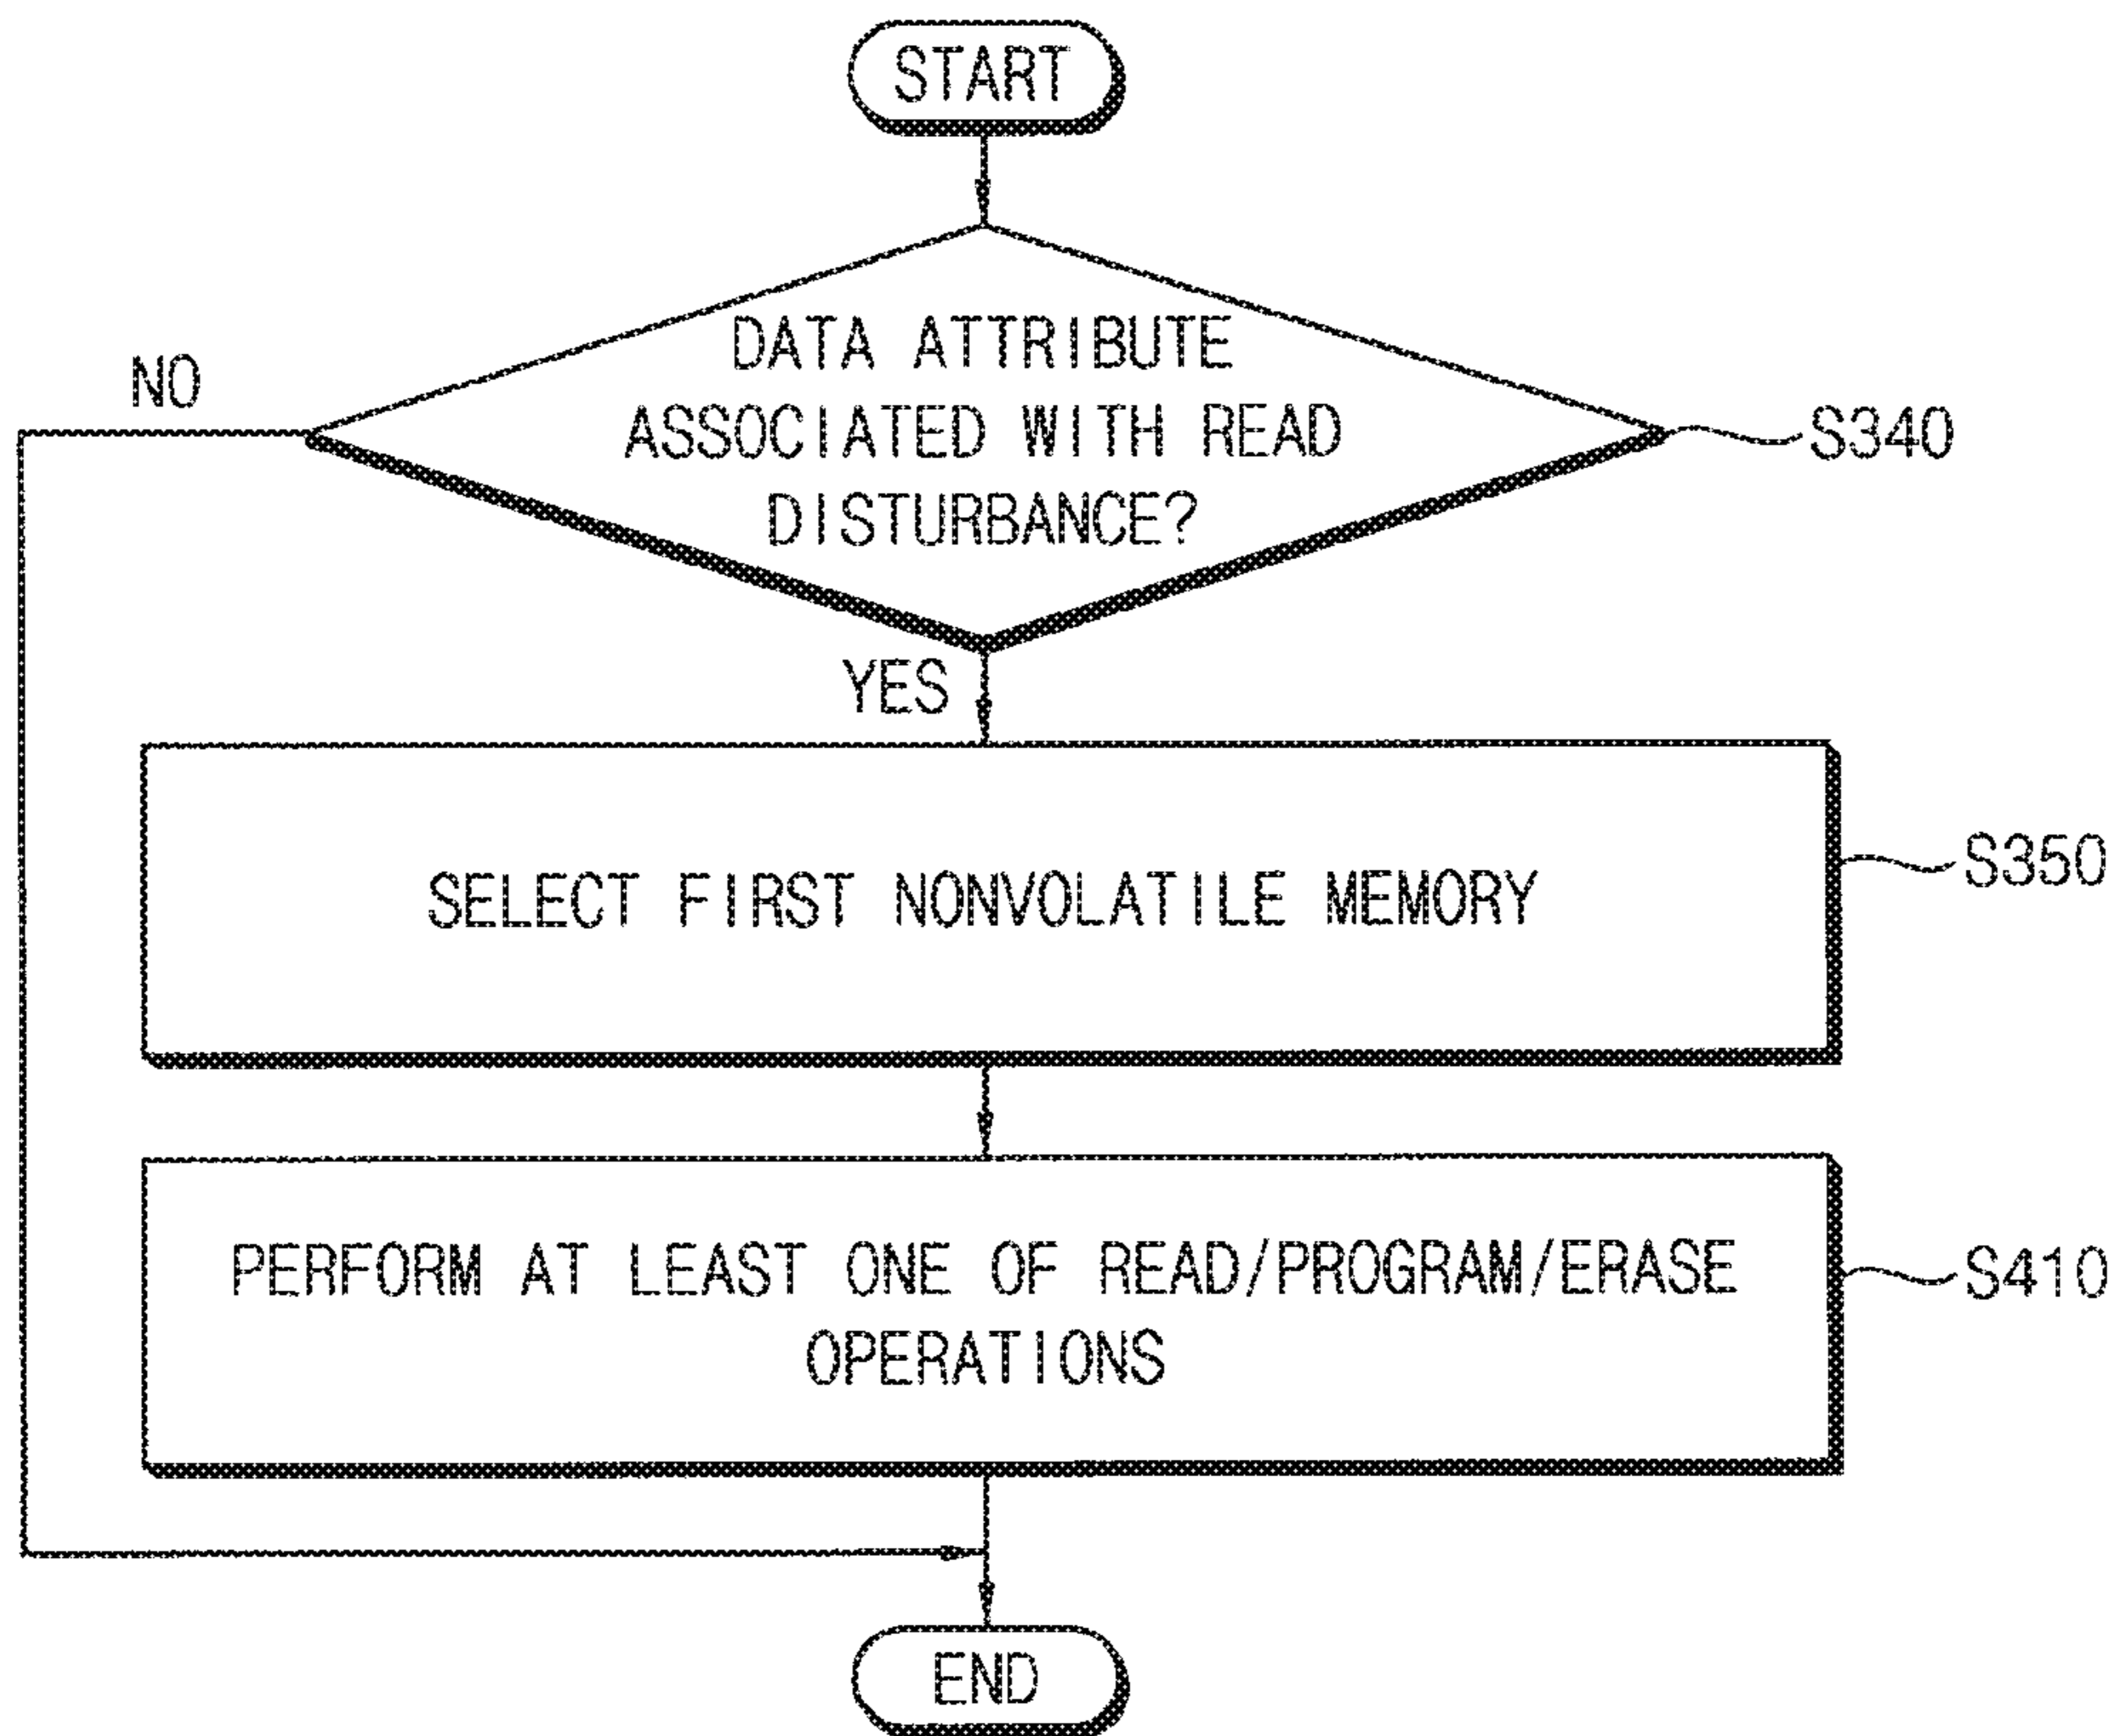 START
DATA ATTRIBUTE
ASSOCIATED WITH READ
DISTURBANCE?
NO
S340
YES
SELECT FIRST NONVOLATILE MEMORY
S350
PERFORM AT LEAST ONE OF READ/PROGRAM/ERASE
OPERATIONS
S410
END